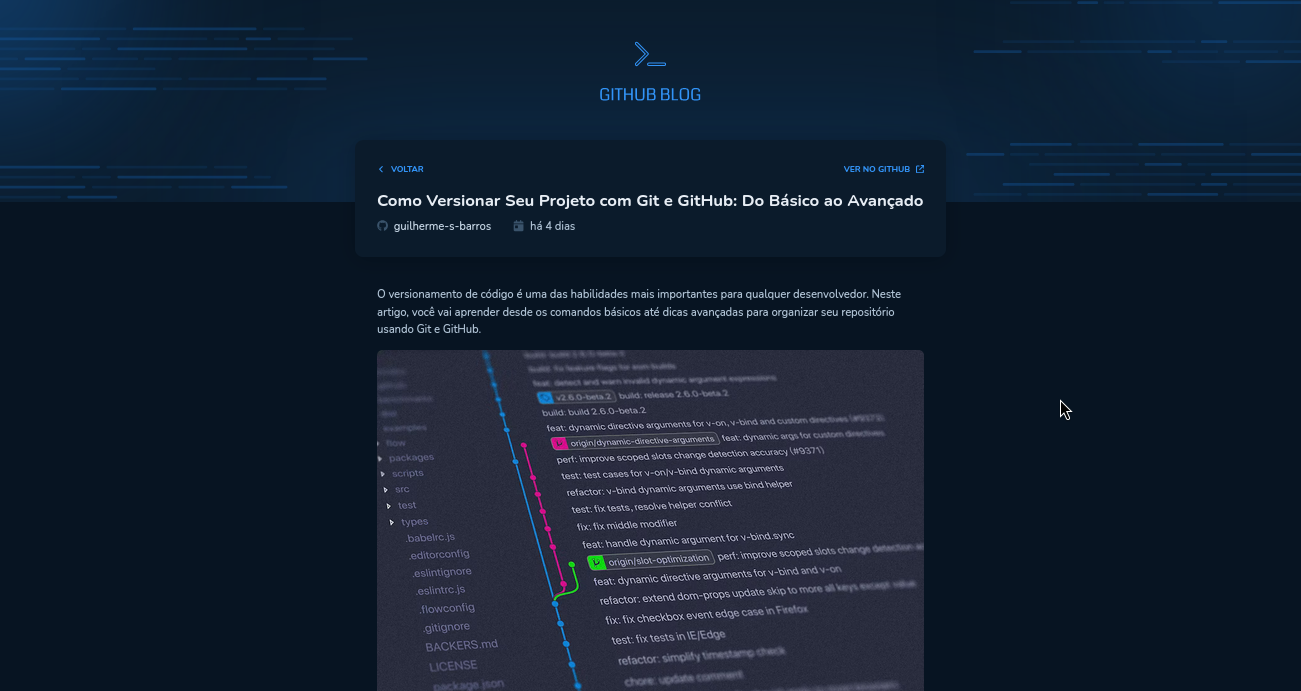 GITHUB BLOG
VOLTAR
VER NO GITHUB
Como Versionar Seu Projeto com Git e GitHub: Do Básico ao Avançado
guilherme-s-barros
há 4 dias
O versionamento de código é uma das habilidades mais importantes para qualquer desenvolvedor. Neste
artigo, você vai aprender desde os comandos básicos até dicas avançadas para organizar seu repositório
usando Git e GitHub.
build: build 2.6.0-beta.3
build: fix feature flags for esm builds
feat: detect and warn invalid dynamic argument expressions
v2.6.0-beta.2 build: release 2.6.0-beta.2
build: build 2.6.0-beta.2
feat: dynamic directive arguments for v-on, v-bind and custom directives (#9373)
origin/dynamic-directive-arguments feat: dynamic args for custom directives
perf: improve scoped slots change detection accuracy (#9371)
test: test cases for v-on/v-bind dynamic arguments
refactor: v-bind dynamic arguments use bind helper
test: fix tests, resolve helper conflict
fix: fix middle modifier
feat: handle dynamic argument for v-bind.sync
origin/slot-optimization perf: improve scoped slots change detection
feat: dynamic directive arguments for v-bind and v-on
refactor: extend dom-props update skip to more all keys except value
fix: fix checkbox event edge case in Firefox
test: fix tests in IE/Edge
refactor: simplify timestamp check
chore: update comment
benchmarks
dist
examples
flow
packages
scripts
src
test
types
.babelrc.js
.editorconfig
.eslintignore
.eslintrc.js
.flowconfig
.gitignore
BACKERS.md
LICENSE
package.json